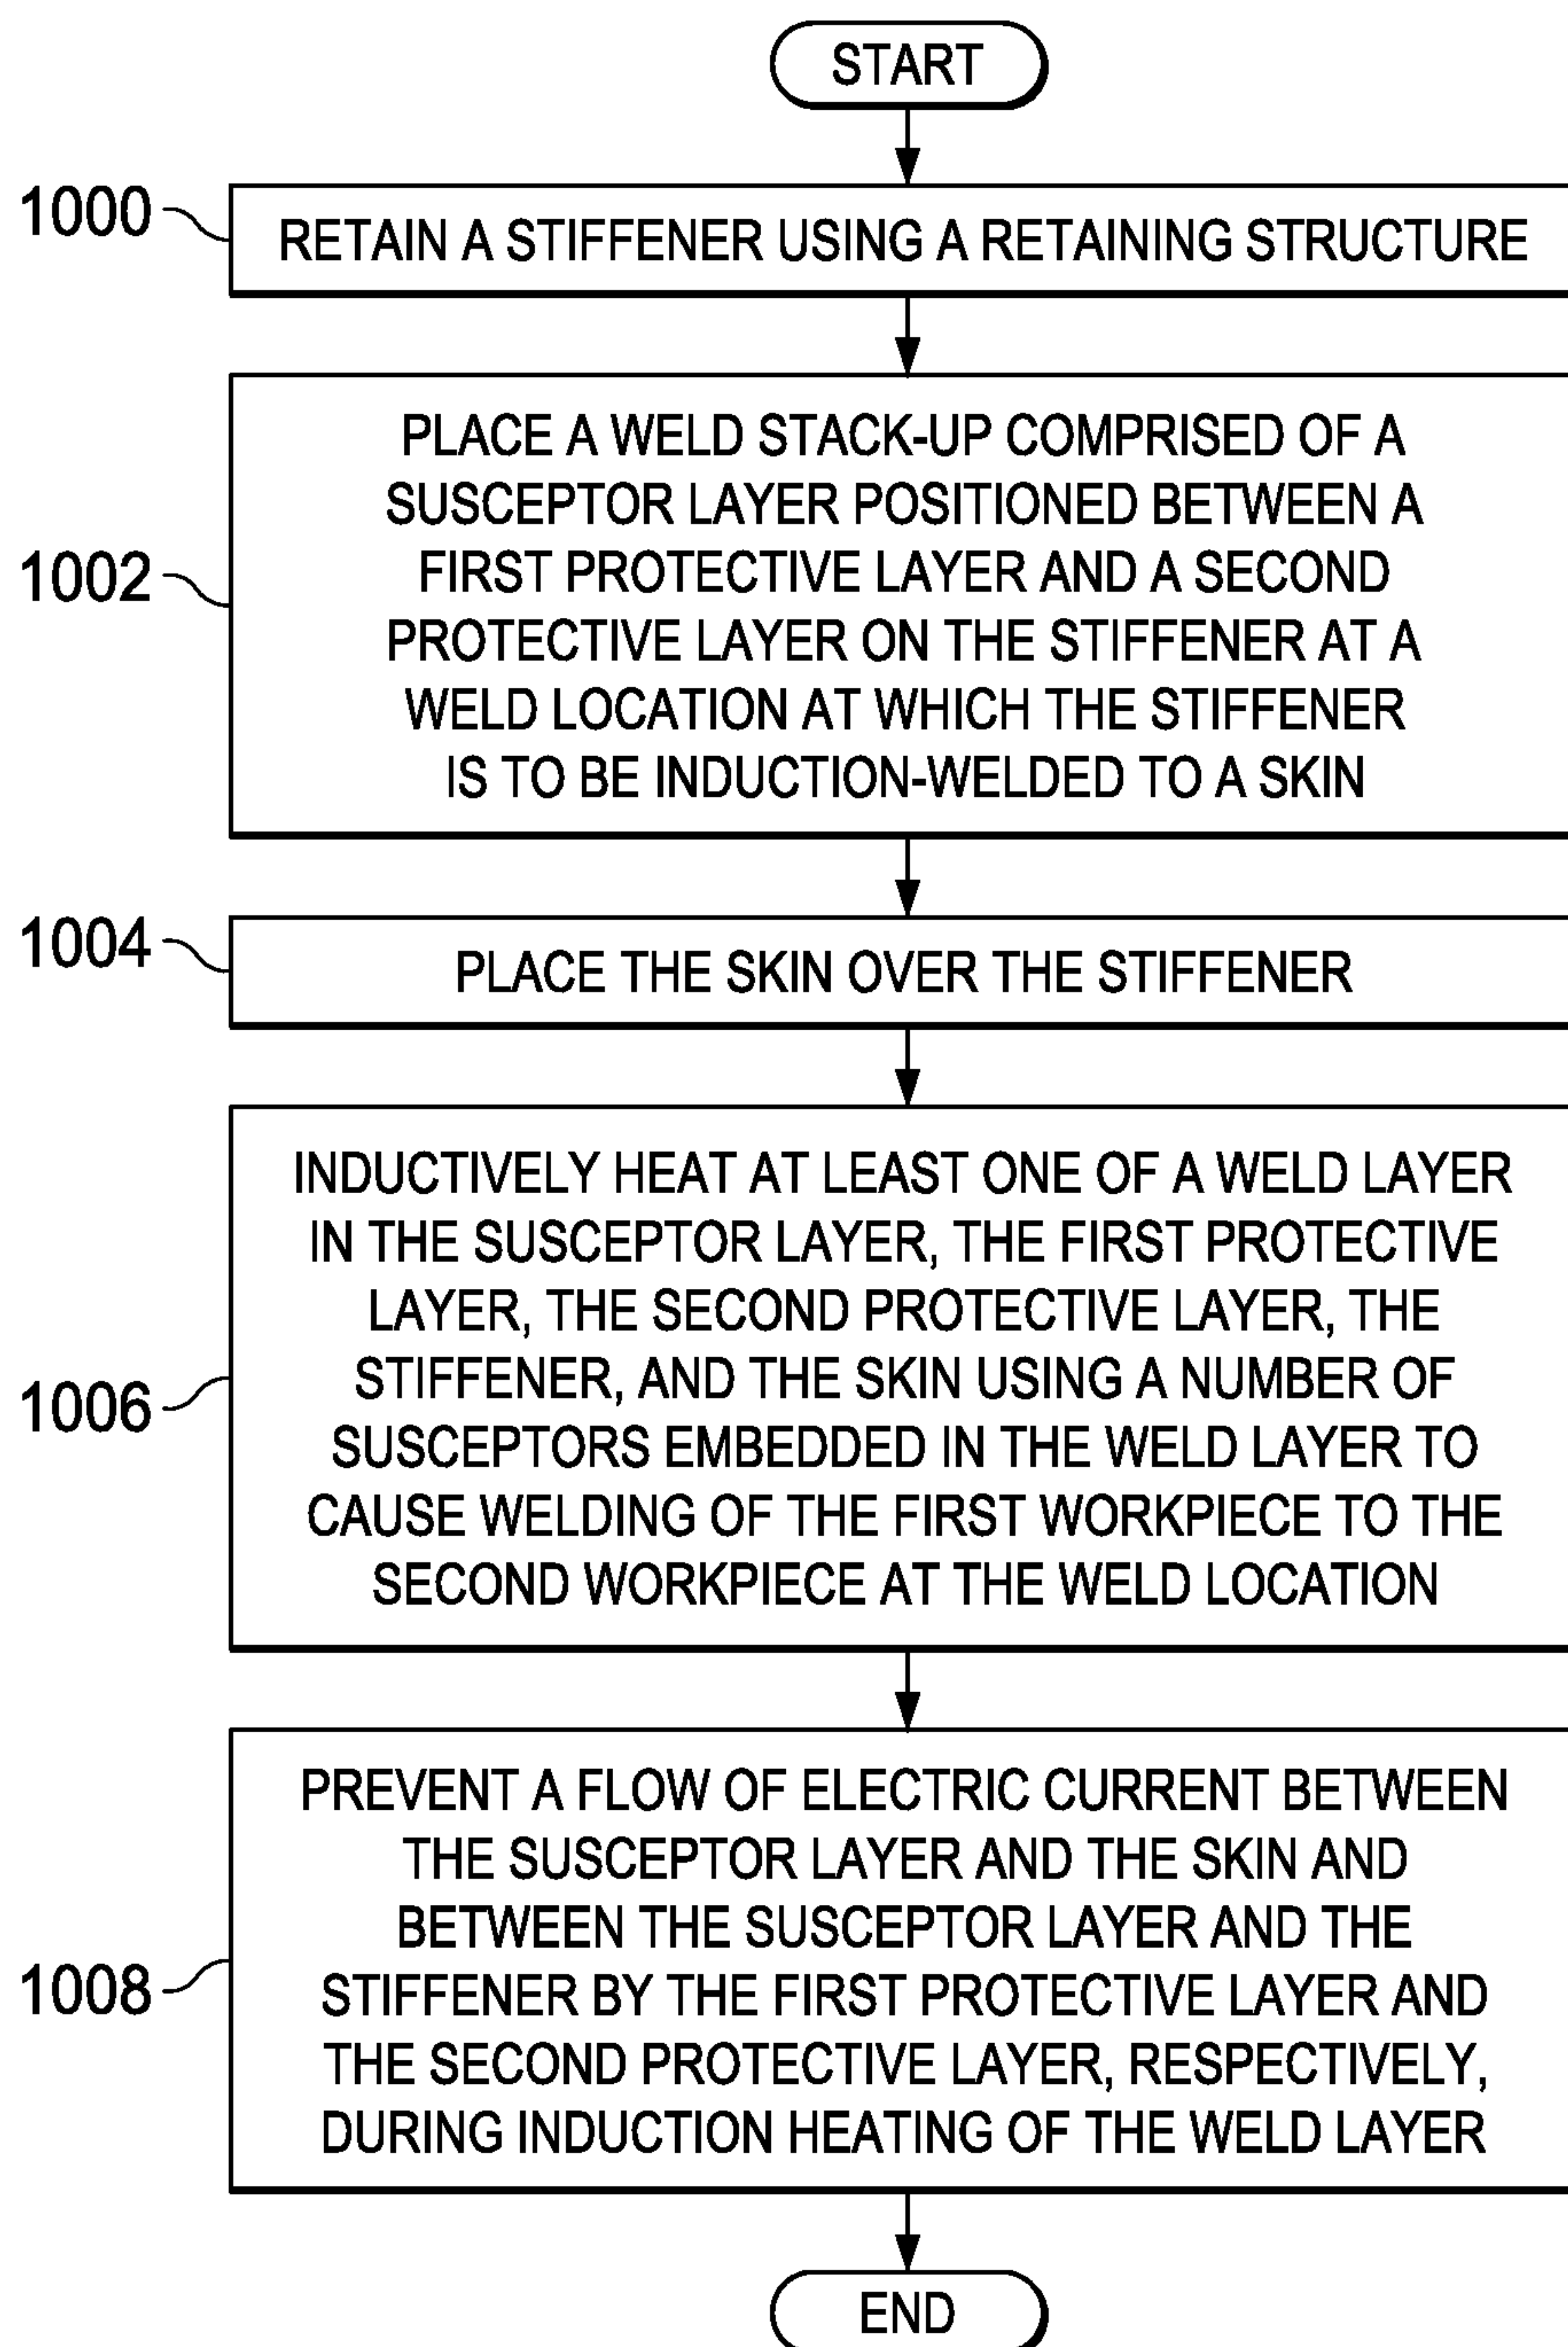 START
1000
RETAIN A STIFFENER USING A RETAINING STRUCTURE
1002
PLACE A WELD STACK-UP COMPRISED OF A
SUSCEPTOR LAYER POSITIONED BETWEEN A
FIRST PROTECTIVE LAYER AND A SECOND
PROTECTIVE LAYER ON THE STIFFENER AT A
WELD LOCATION AT WHICH THE STIFFENER
IS TO BE INDUCTION-WELDED TO A SKIN
1004
PLACE THE SKIN OVER THE STIFFENER
1006
INDUCTIVELY HEAT AT LEAST ONE OF A WELD LAYER
IN THE SUSCEPTOR LAYER, THE FIRST PROTECTIVE
LAYER, THE SECOND PROTECTIVE LAYER, THE
STIFFENER, AND THE SKIN USING A NUMBER OF
SUSCEPTORS EMBEDDED IN THE WELD LAYER TO
CAUSE WELDING OF THE FIRST WORKPIECE TO THE
SECOND WORKPIECE AT THE WELD LOCATION
1008
PREVENT A FLOW OF ELECTRIC CURRENT BETWEEN
THE SUSCEPTOR LAYER AND THE SKIN AND
BETWEEN THE SUSCEPTOR LAYER AND THE
STIFFENER BY THE FIRST PROTECTIVE LAYER AND
THE SECOND PROTECTIVE LAYER, RESPECTIVELY,
DURING INDUCTION HEATING OF THE WELD LAYER
END